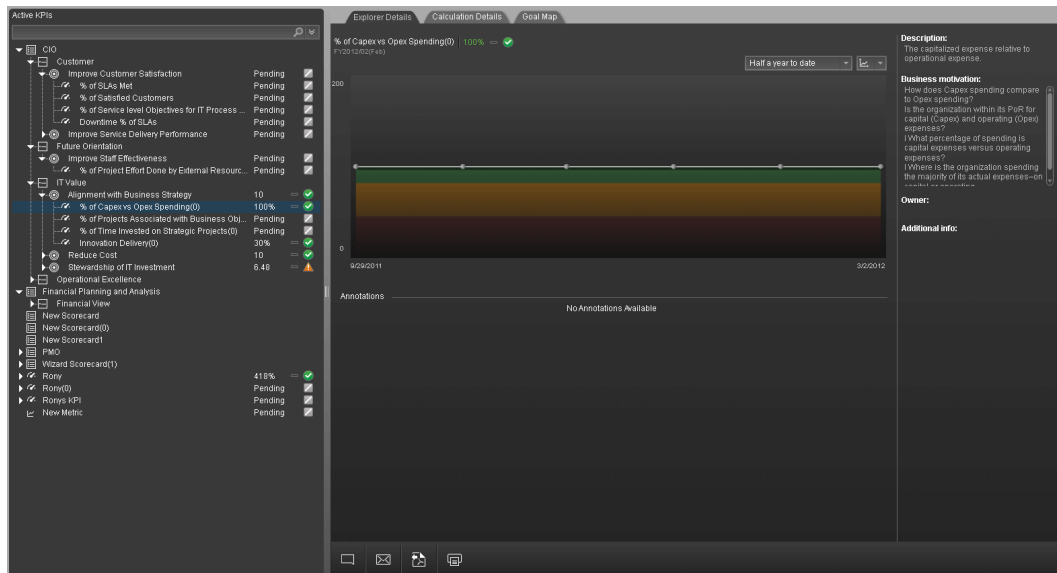 Active KPIs
CIO
Customer
Improve Customer Satisfaction Pending
% of SLAs Met Pending
% of Satisfied Customers Pending
% of Service level Objectives for IT Process ... Pending
Downtime % of SLAs Pending
Improve Service Delivery Performance Pending
Future Orientation
Improve Staff Effectiveness Pending
% of Project Effort Done by External Resourc... Pending
IT Value
Alignment with Business Strategy 10
% of Capex vs Opex Spending(0) 100%
% of Projects Associated with Business Obj... Pending
% of Time Invested on Strategic Projects(0) Pending
Innovation Delivery(0) 30%
Reduce Cost 10
Stewardship of IT Investment 6.48
Operational Excellence
Financial Planning and Analysis
Financial View
New Scorecard
New Scorecard(0)
New Scorecard1
PMO
Wizard Scorecard(1)
Rony 418%
Rony(0) Pending
Ronys KPI Pending
New Metric Pending
Explorer Details Calculation Details Goal Map
% of Capex vs Opex Spending(0) 100%
FY2012/02(Feb)
Half a year to date
200
0
9/29/2011 3/2/2012
Annotations
No Annotations Available
Description:
The capitalized expense relative to
operational expense.
Business motivation:
How does Capex spending compare
to Opex spending?
Is the organization within its PoR for
capital (Capex) and operating (Opex)
expenses?
l What percentage of spending is
capital expenses versus operating
expenses?
l Where is the organization spending
the majority of its actual expenses--on
capital or operating
Owner:
Additional info: